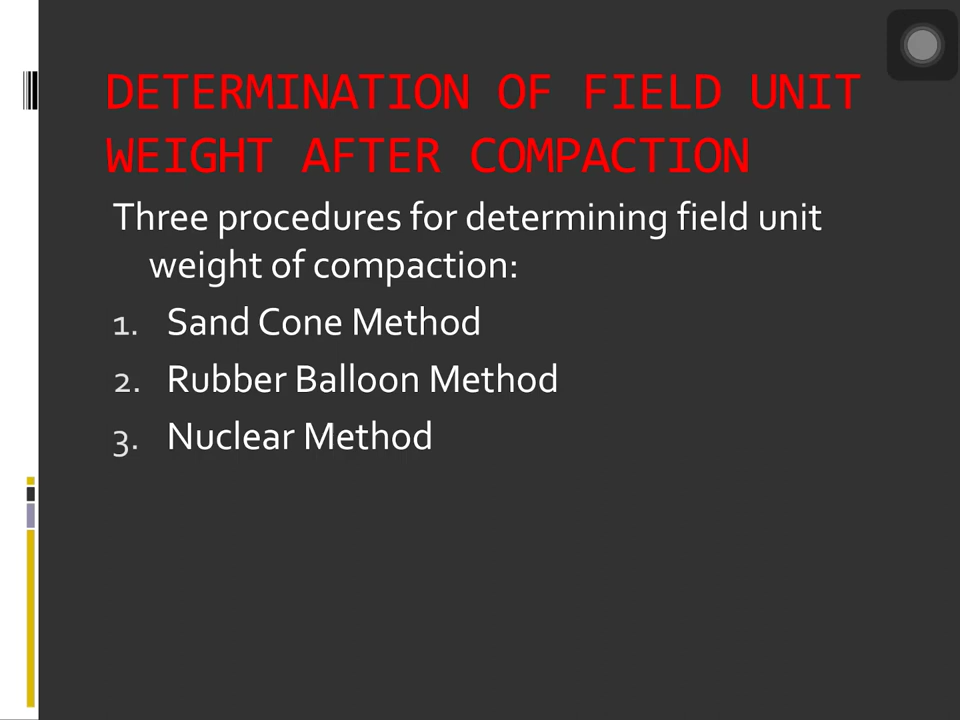 DETERMINATION OF FIELD UNIT
WEIGHT AFTER COMPACTION
Three procedures for determining field unit
weight of compaction:
1. Sand Cone Method
2. Rubber Balloon Method
3. Nuclear Method